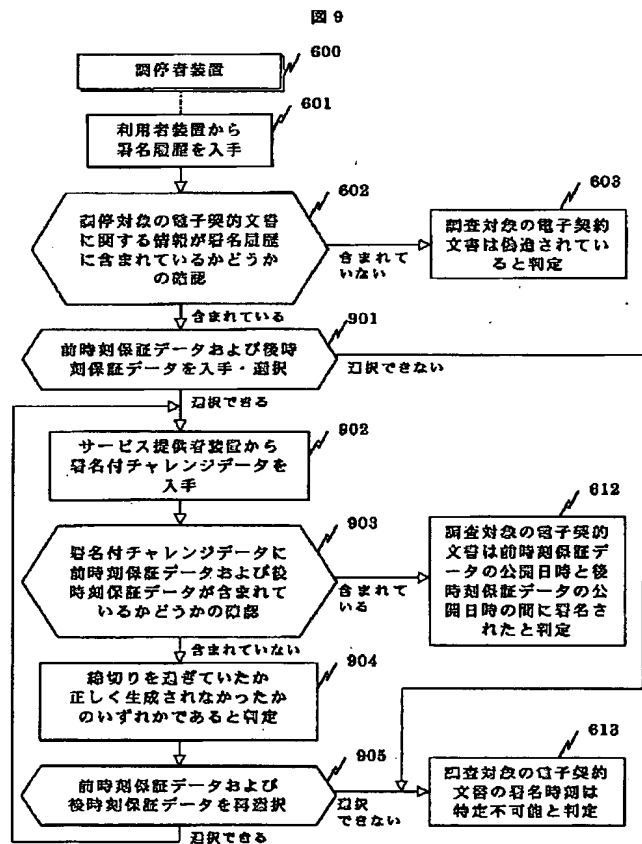 図9
600
調停者装置
601
利用者装置から
署名履歴を入手
602
調停対象の電子契約文書
に関する情報が署名履歴
に含まれているかどうか
の確認
603
調査対象の電子契約
文書は偽造されてい
ると判定
含まれて
いない
含まれている
901
前時刻保証データおよび後時
刻保証データを入手・選択
選択できない
選択できる
902
サービス提供者装置から
署名付チャレンジデータを
入手
903
署名付チャレンジデータに
前時刻保証データおよび後
時刻保証データが含まれて
いるかどうかの確認
含まれて
いる
612
調査対象の電子契約
文書は前時刻保証デ
ータの公開日時と後
時刻保証データの公
開日時の間に署名さ
れたと判定
含まれていない
904
締切りを過ぎていたか
正しく生成されなかったか
のいずれかであると判定
905
前時刻保証データおよび
後時刻保証データを再選択
選択
できない
613
調査対象の電子契約
文書の署名時刻は
特定不可能と判定
選択できる